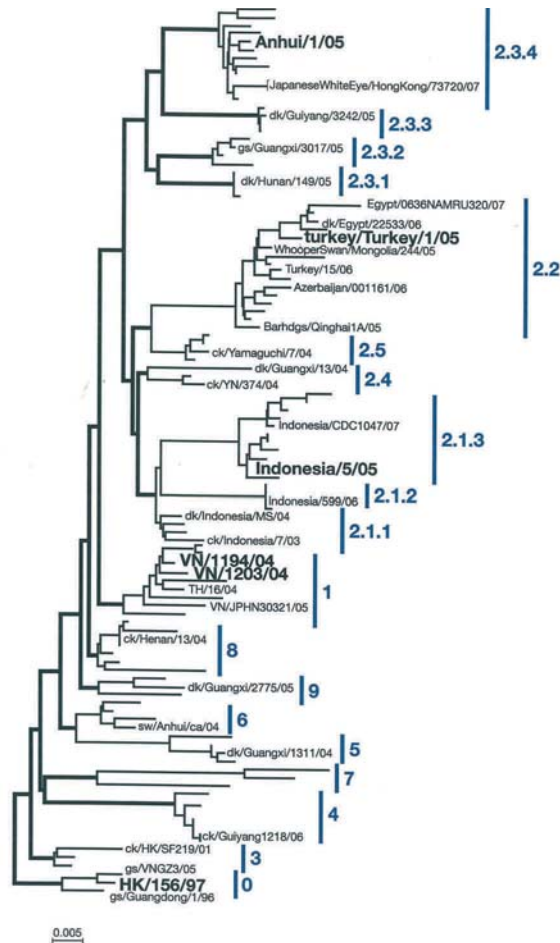 Anhui/1/05
2.3.4
JapaneseWhiteEye/HongKong/73720/07
dk/Guiyang/3242/05
2.3.3
gs/Guangxi/3017/05
2.3.2
dk/Hunan/149/05
2.3.1
Egypt/0636NAMRU320/07
dk/Egypt/22533/06
turkey/Turkey/1/05
WhooperSwan/Mongolia/244/05
2.2
Turkey/15/06
Azerbaijan/001161/06
Barhdgs/Qinghai1A/05
ck/Yamaguchi/7/04
2.5
dk/Guangxi/13/04
2.4
ck/YN/374/04
Indonesia/CDC1047/07
2.1.3
Indonesia/5/05
Indonesia/599/06
2.1.2
dk/Indonesia/MS/04
2.1.1
ck/Indonesia/7/03
VN/1194/04
VN/1203/04
TH/16/04
1
VN/JPHN30321/05
ck/Henan/13/04
8
dk/Guangxi/2775/05
9
6
sw/Anhui/ca/04
dk/Guangxi/1311/04
5
7
4
ck/Guiyang1218/06
ck/HK/SF219/01
3
gs/VNGZ3/05
HK/156/97
0
gs/Guangdong/1/96
0.005